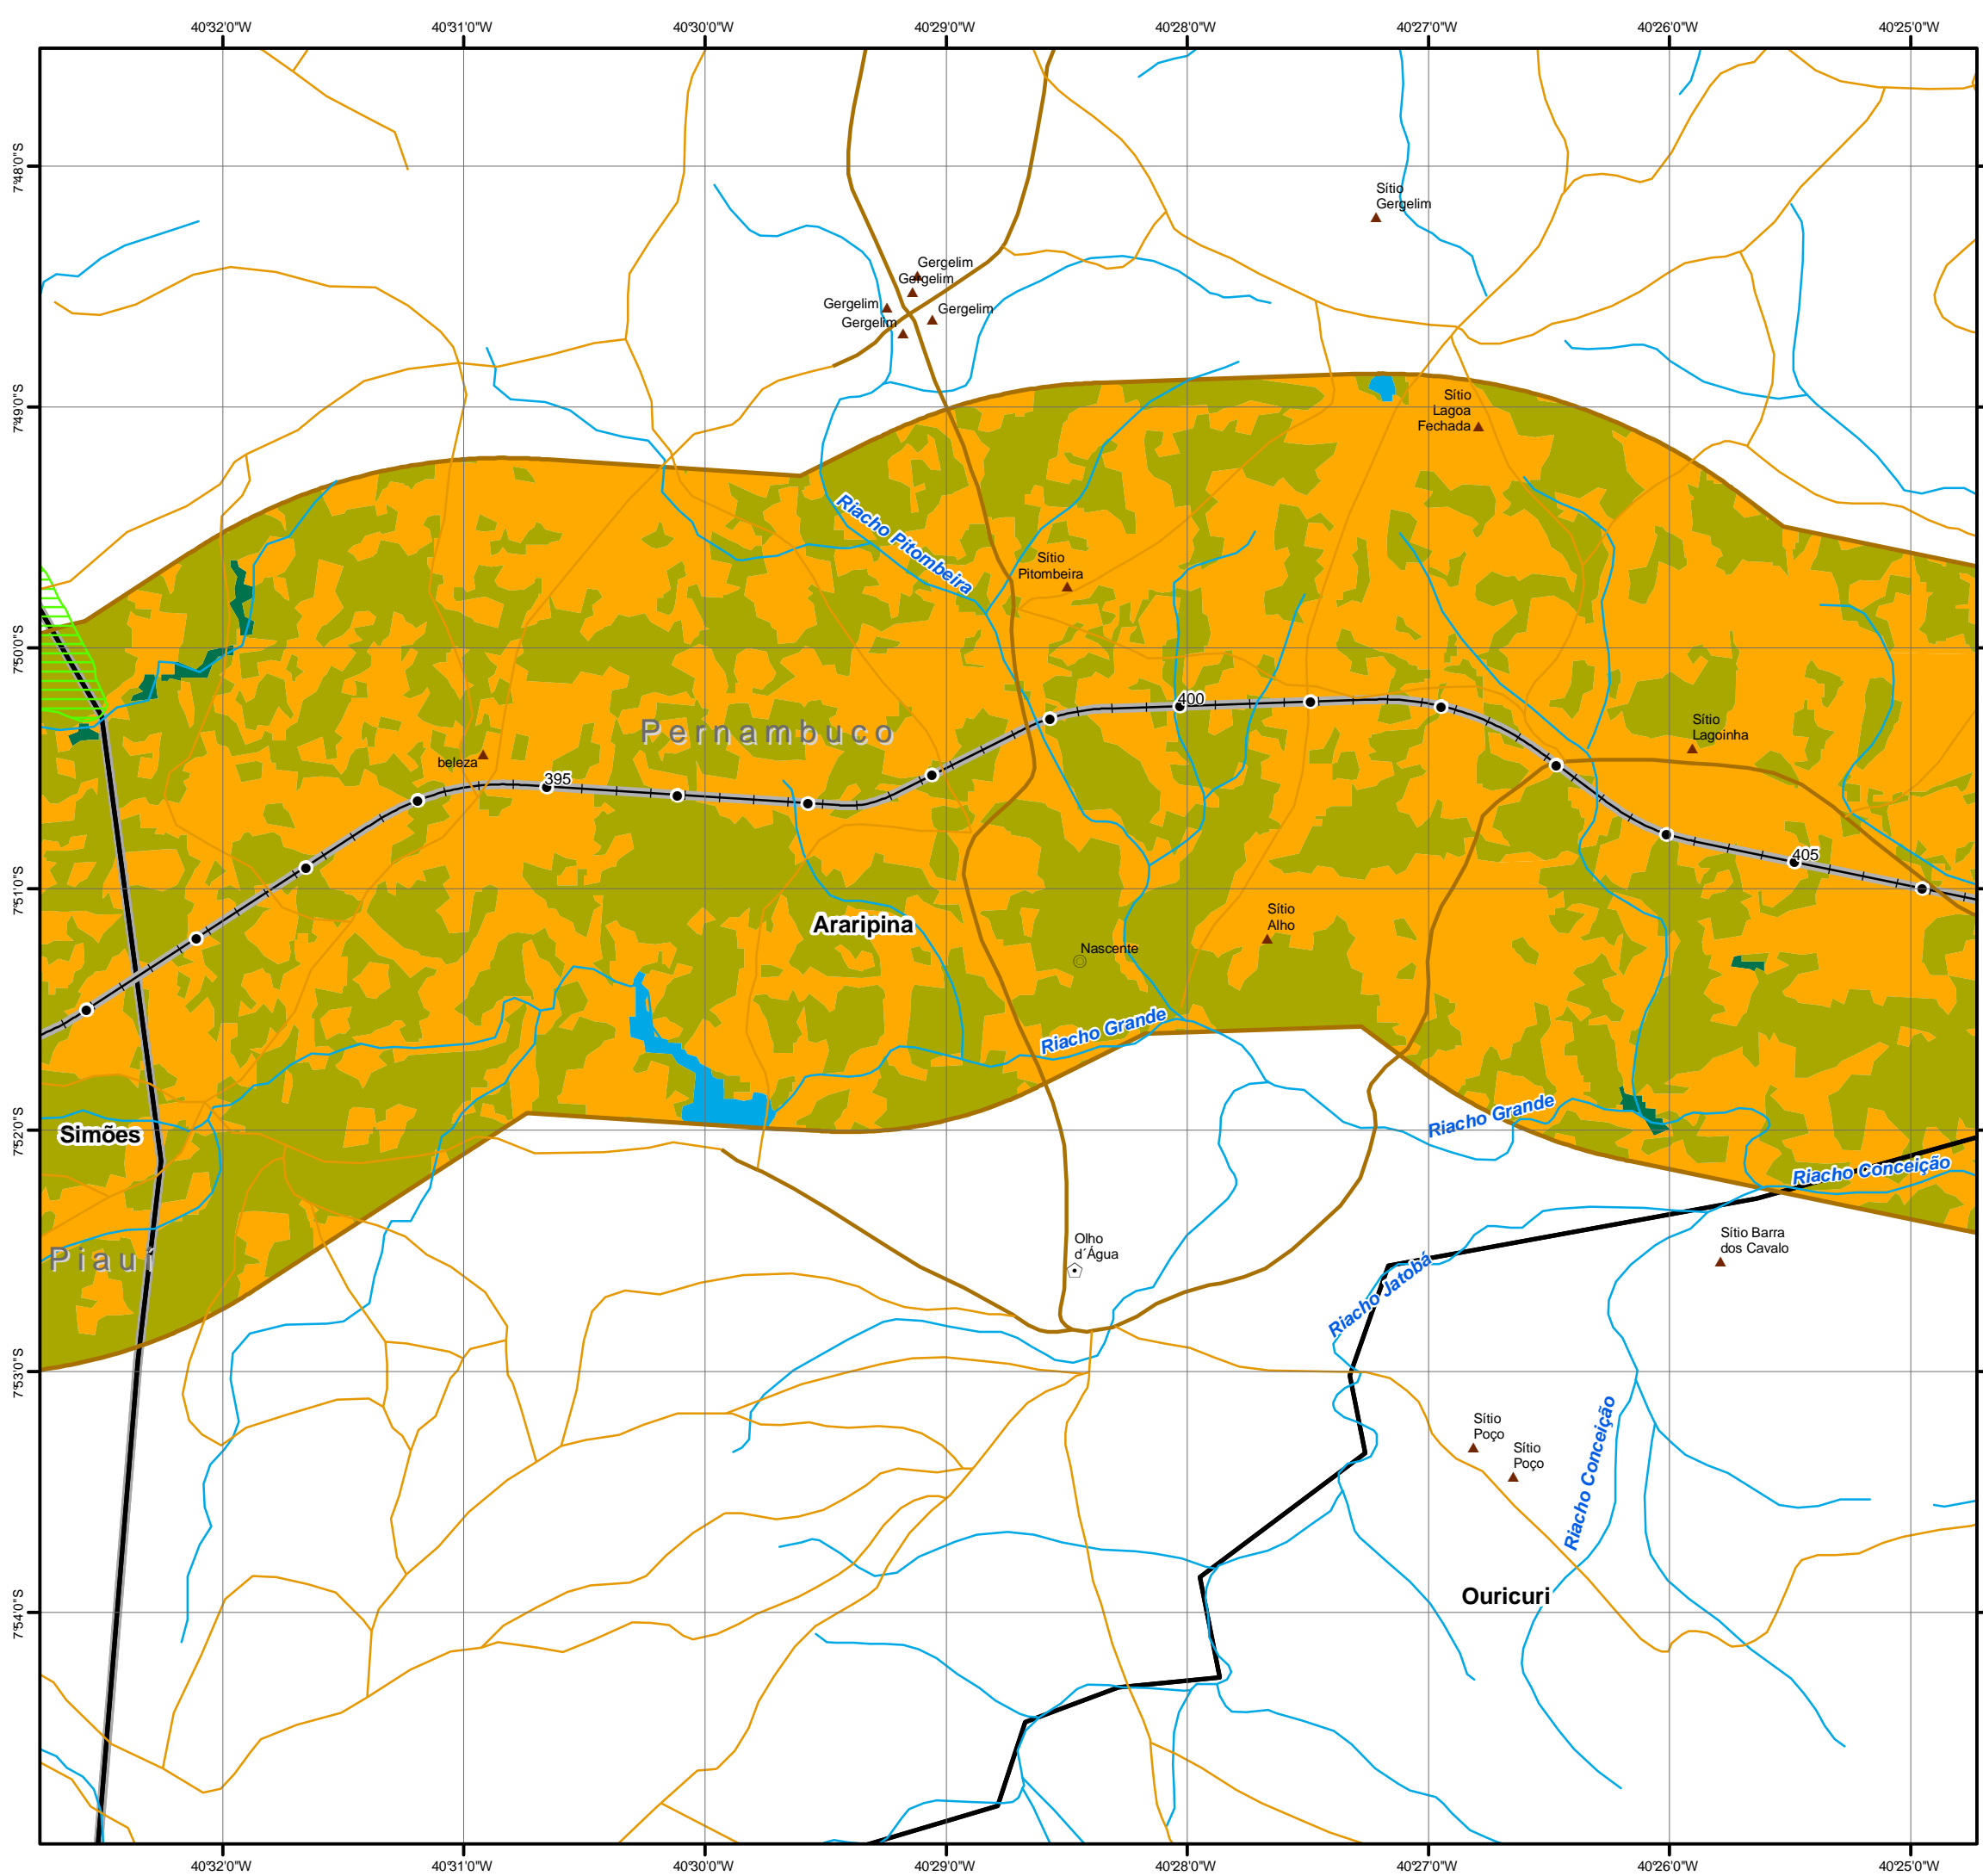 40°32'0"W 40°31'0"W 40°30'0"W 40°29'0"W 40°28'0"W 40°27'0"W 40°26'0"W 40°25'0"W
7°48'0"S
Sítio
Gergelim
Gergelim
Gergelim
Gergelim
Gergelim
Gergelim
7°49'0"S
Sítio
Lagoa
Fechada
Riacho Pitombeira
Sítio
Pitombeira
7°50'0"S
400
Pernambuco
Sítio
Lagoinha
beleza
395
405
7°51'0"S
Araripina
Sítio
Alho
Nascente
Riacho Grande
7°52'0"S
Simões
Riacho Grande
Riacho Conceição
Piauí
Olho
d´Água
Sítio Barra
dos Cavalo
Riacho Jatobá
7°53'0"S
Sítio
Poço
Sítio
Poço
Riacho Conceição
Ouricuri
7°54'0"S
40°32'0"W 40°31'0"W 40°30'0"W 40°29'0"W 40°28'0"W 40°27'0"W 40°26'0"W 40°25'0"W